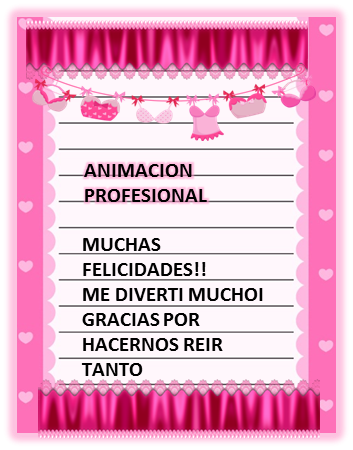 ANIMACION
PROFESIONAL
MUCHAS
FELICIDADES!!
ME DIVERTI MUCHOI
GRACIAS POR
HACERNOS REIR
TANTO